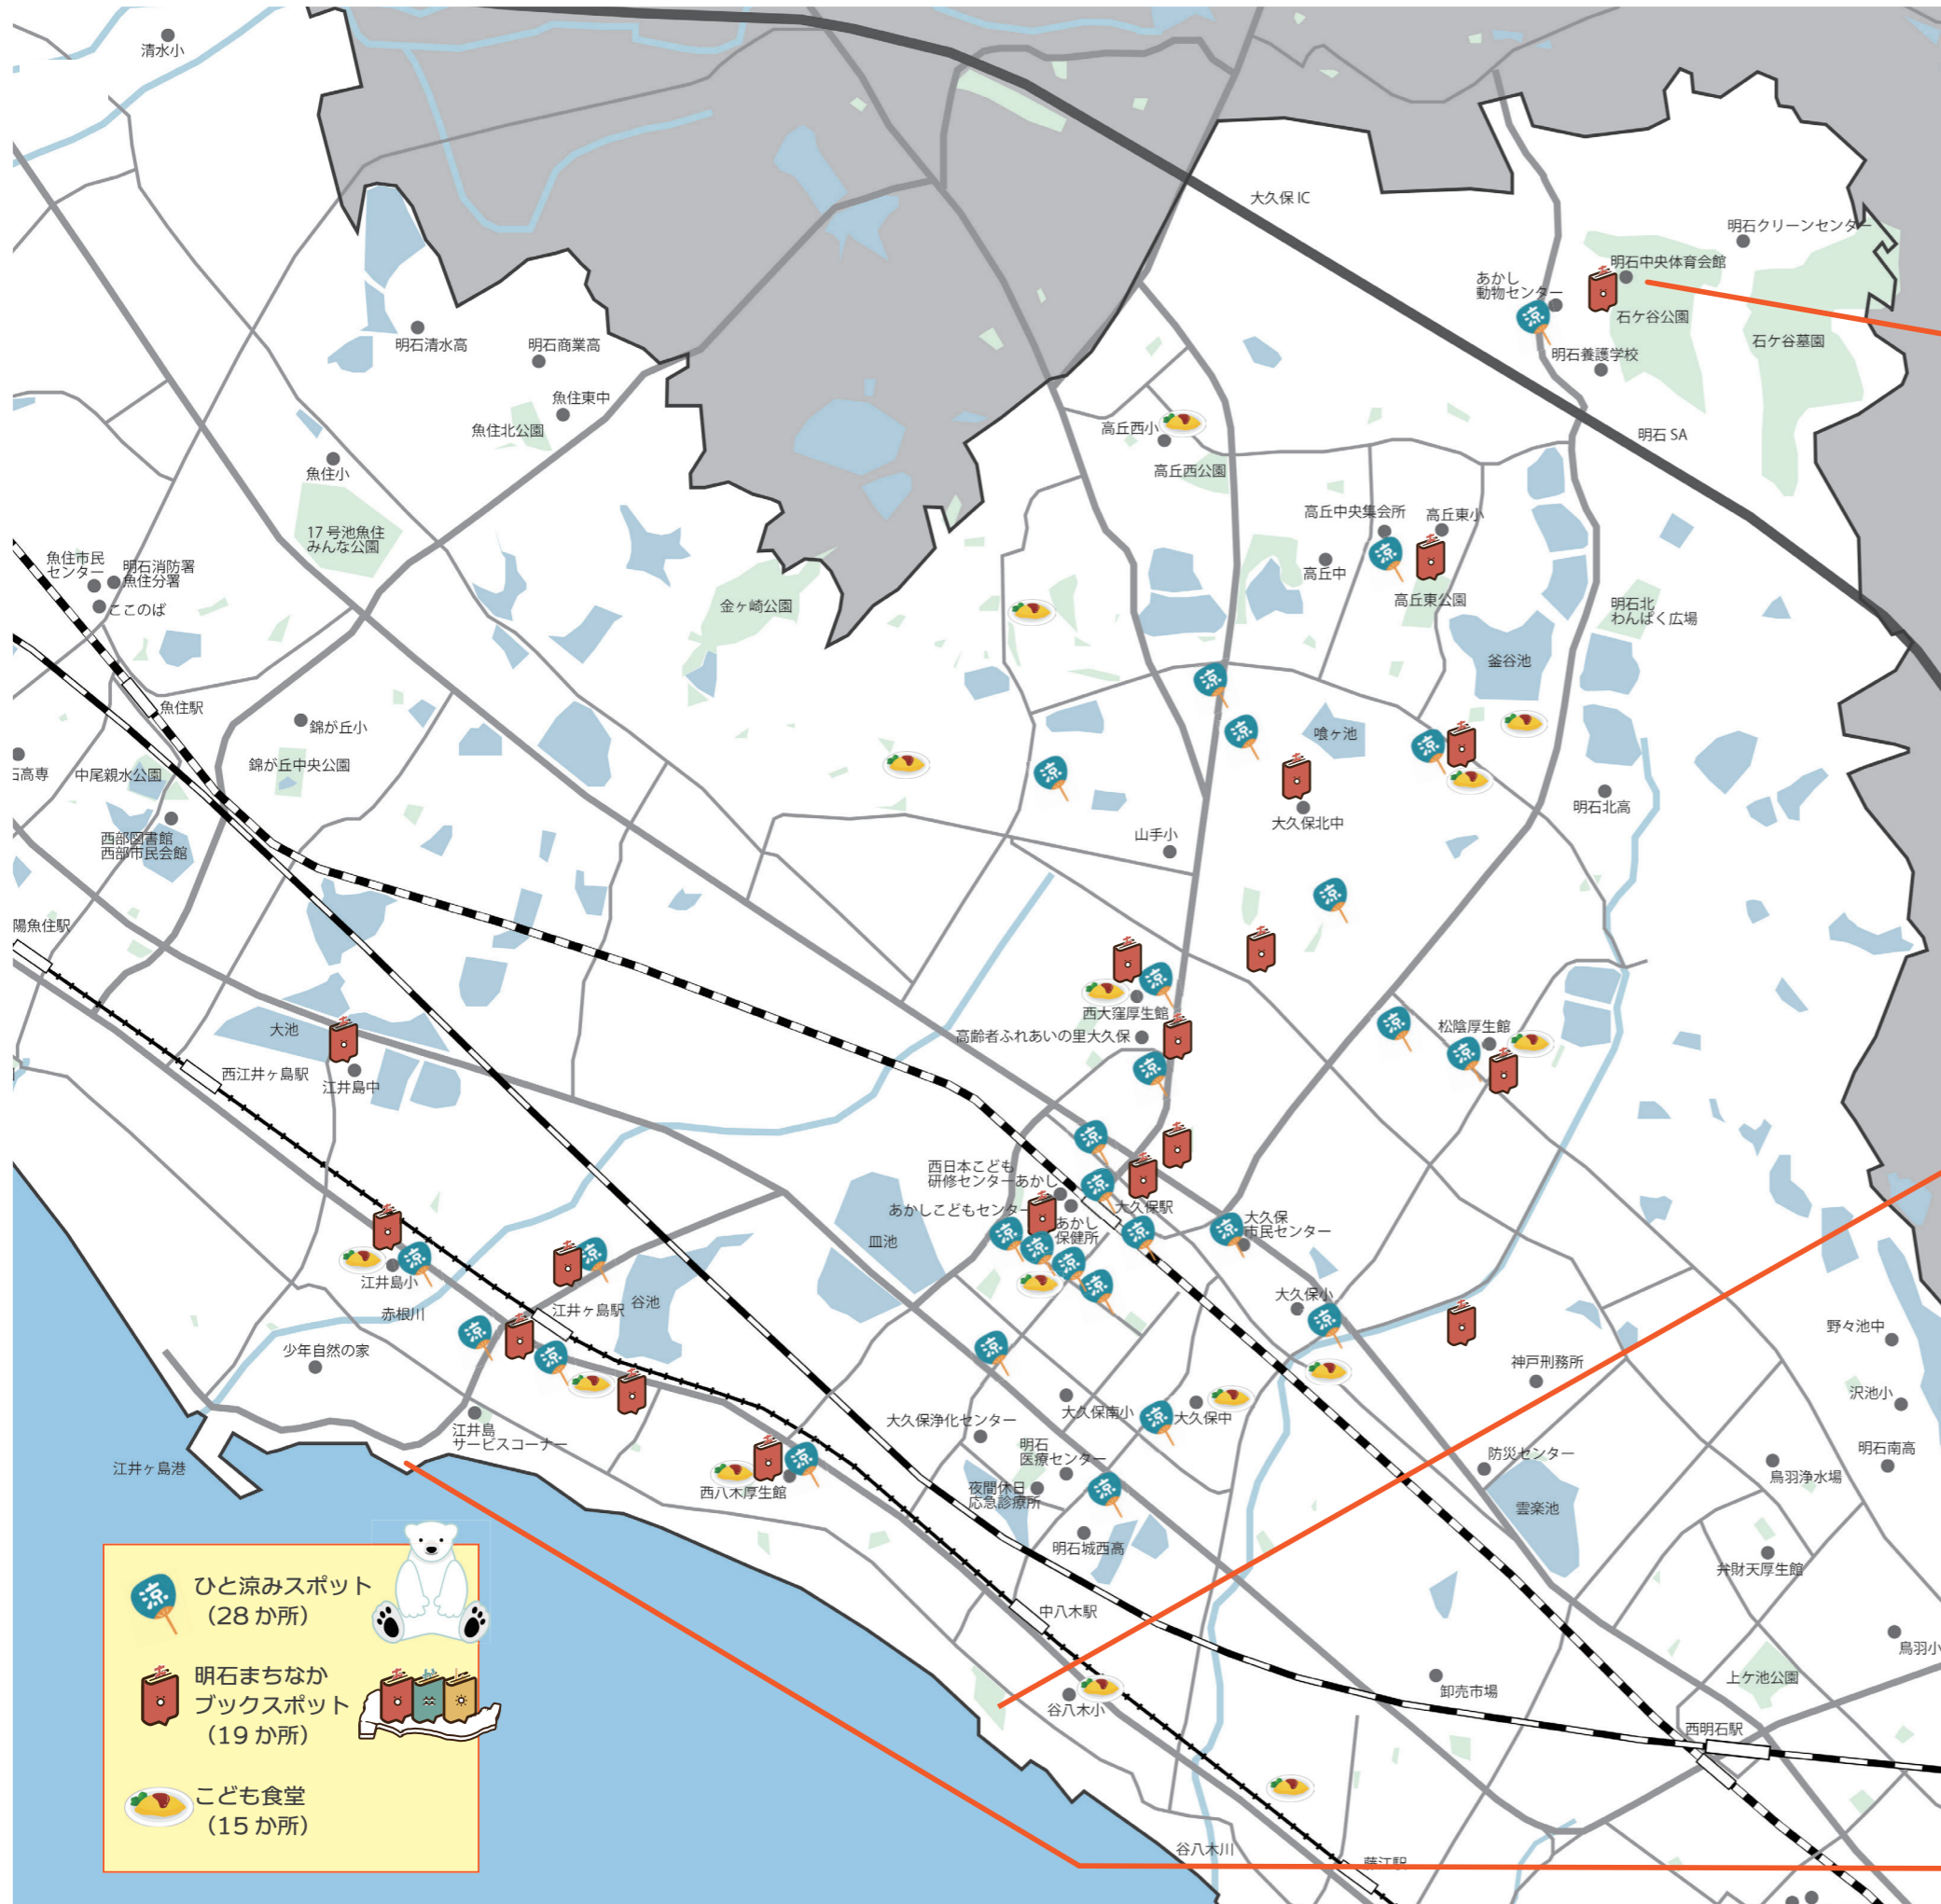 清水小
大久保 IC
明石クリーンセンター
明石中央体育会館
あかし
動物センター
石ケ谷公園
石ケ谷墓園
明石養護学校
明石清水高
明石商業高
魚住東中
魚住北公園
高丘西小
明石 SA
高丘西公園
魚住小
17 号池魚住
みんな公園
高丘中央集会所
高丘東小
魚住市民
センター
明石消防署
魚住分署
ここのば
高丘中
高丘東公園
明石北
わんぱく広場
金ヶ崎公園
釜谷池
魚住駅
錦が丘小
喰ヶ池
石高専
中尾親水公園
錦が丘中央公園
明石北高
大久保北中
山手小
西部図書館
西部市民会館
陽魚住駅
西大窪厚生館
大池
高齢者ふれあいの里大久保
松陰厚生館
西江井ヶ島駅
江井島中
西日本こども
研修センターあかし
あかしこどもセンター
大久保駅
あかし
保健所
大久保
市民センター
皿池
江井島小
赤根川
江井ヶ島駅
谷池
大久保小
野々池中
少年自然の家
神戸刑務所
沢池小
江井島
サービスコーナー
大久保浄化センター
大久保南小
大久保中
明石
医療センター
防災センター
明石南高
鳥羽浄水場
江井ヶ島港
西八木厚生館
夜間休日
応急診療所
雲楽池
明石城西高
弁財天厚生館
中八木駅
鳥羽小
上ケ池公園
卸売市場
谷八木小
西明石駅
谷八木川
藤江駅
涼
ひと涼みスポット
（28 か所）
明石まちなか
ブックスポット
（19 か所）
こども食堂
（15 か所）